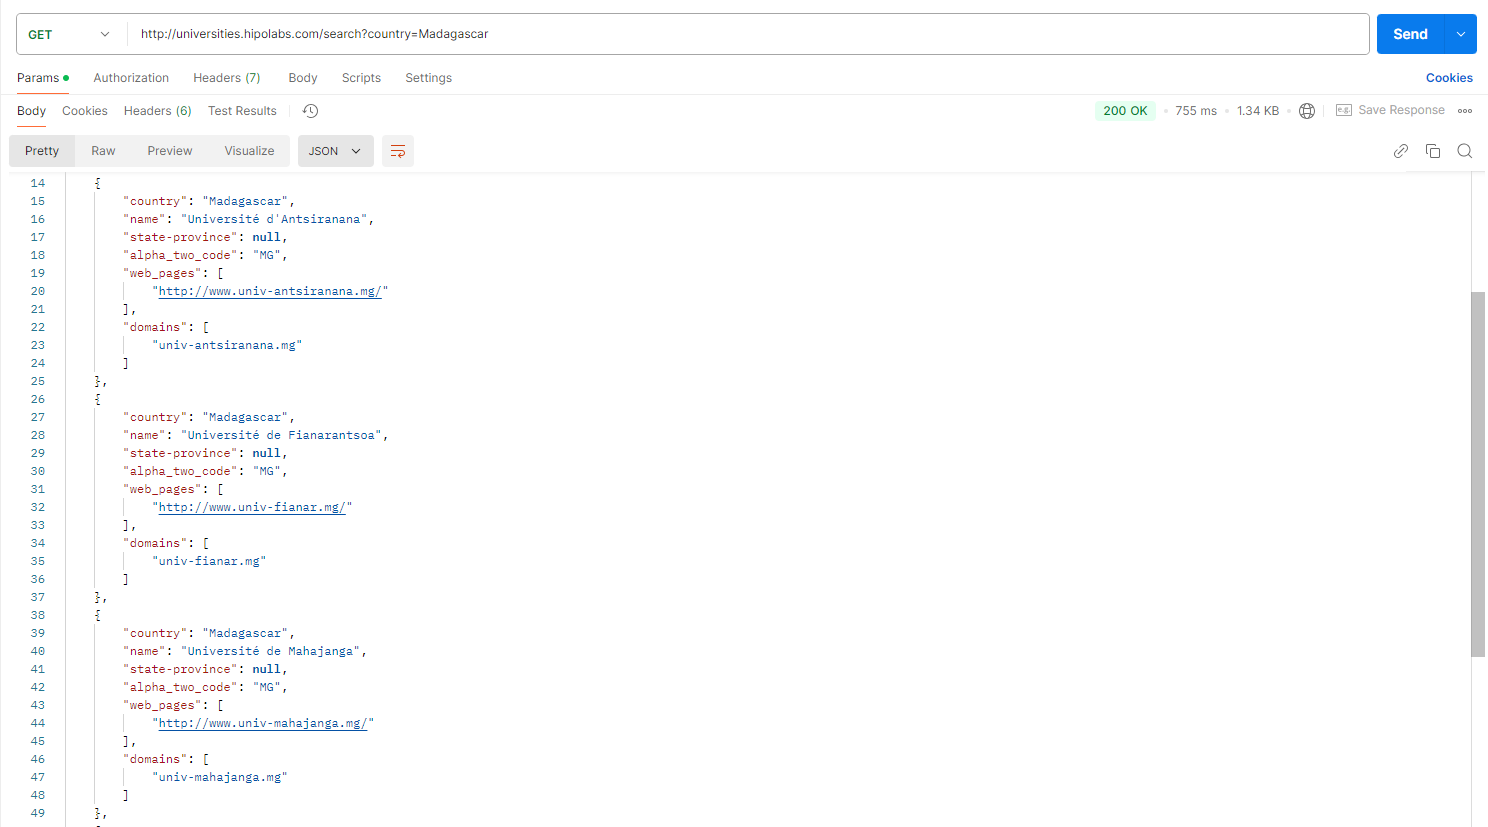 GET http://universities.hipolabs.com/search?country=Madagascar Send
Params Authorization Headers (7) Body Scripts Settings Cookies
Body Cookies Headers (6) Test Results 200 OK 755 ms 1.34 KB e.g. Save Response
Pretty Raw Preview Visualize JSON
14 {
15 "country": "Madagascar",
16 "name": "Université d'Antsiranana",
17 "state-province": null,
18 "alpha_two_code": "MG",
19 "web_pages": [
20 "http://www.univ-antsiranana.mg/"
21 ],
22 "domains": [
23 "univ-antsiranana.mg"
24 ]
25 },
26 {
27 "country": "Madagascar",
28 "name": "Université de Fianarantsoa",
29 "state-province": null,
30 "alpha_two_code": "MG",
31 "web_pages": [
32 "http://www.univ-fianar.mg/"
33 ],
34 "domains": [
35 "univ-fianar.mg"
36 ]
37 },
38 {
39 "country": "Madagascar",
40 "name": "Université de Mahajanga",
41 "state-province": null,
42 "alpha_two_code": "MG",
43 "web_pages": [
44 "http://www.univ-mahajanga.mg/"
45 ],
46 "domains": [
47 "univ-mahajanga.mg"
48 ]
49 },